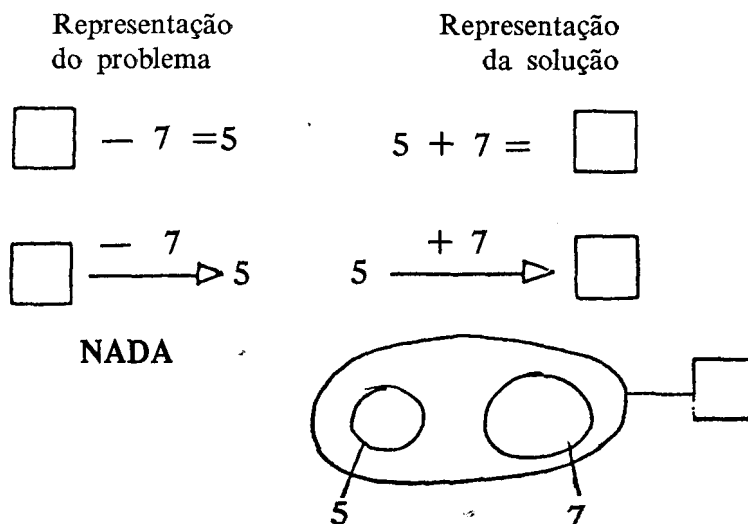 Representação
do problema
Representação
da solução
− 7 =5
5 + 7 =
− 7
5
5
+ 7
NADA
5
7